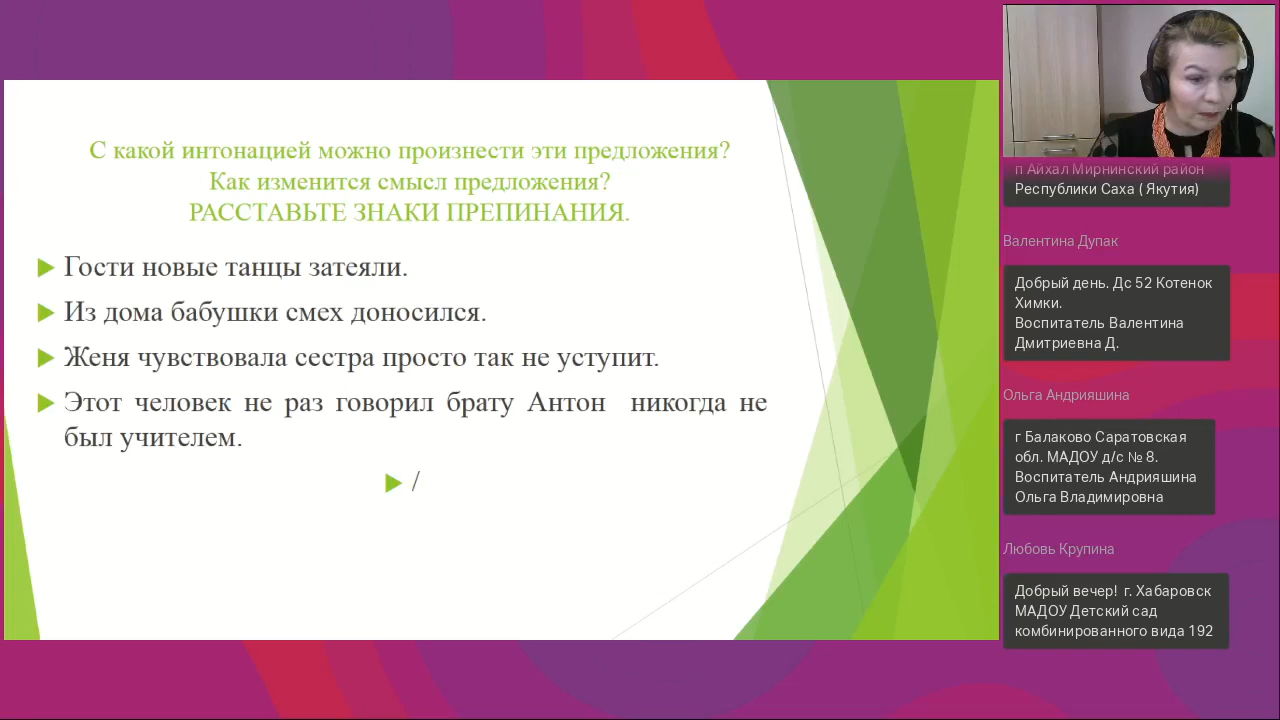 С какой интонацией можно произнести эти предложения?
Как изменится смысл предложения?
РАССТАВЬТЕ ЗНАКИ ПРЕПИНАНИЯ.
Гости новые танцы затеяли.
Из дома бабушки смех доносился.
Женя чувствовала сестра просто так не уступит.
Этот человек не раз говорил брату Антон никогда не
был учителем.
/
п Айхал Мирнинский район
Республики Саха ( Якутия)
Валентина Дупак
Добрый день. Дс 52 Котенок
Химки.
Воспитатель Валентина
Дмитриевна Д.
Ольга Андрияшина
г Балаково Саратовская
обл. МАДОУ д/с № 8.
Воспитатель Андрияшина
Ольга Владимировна
Любовь Крупина
Добрый вечер! г. Хабаровск
МАДОУ Детский сад
комбинированного вида 192